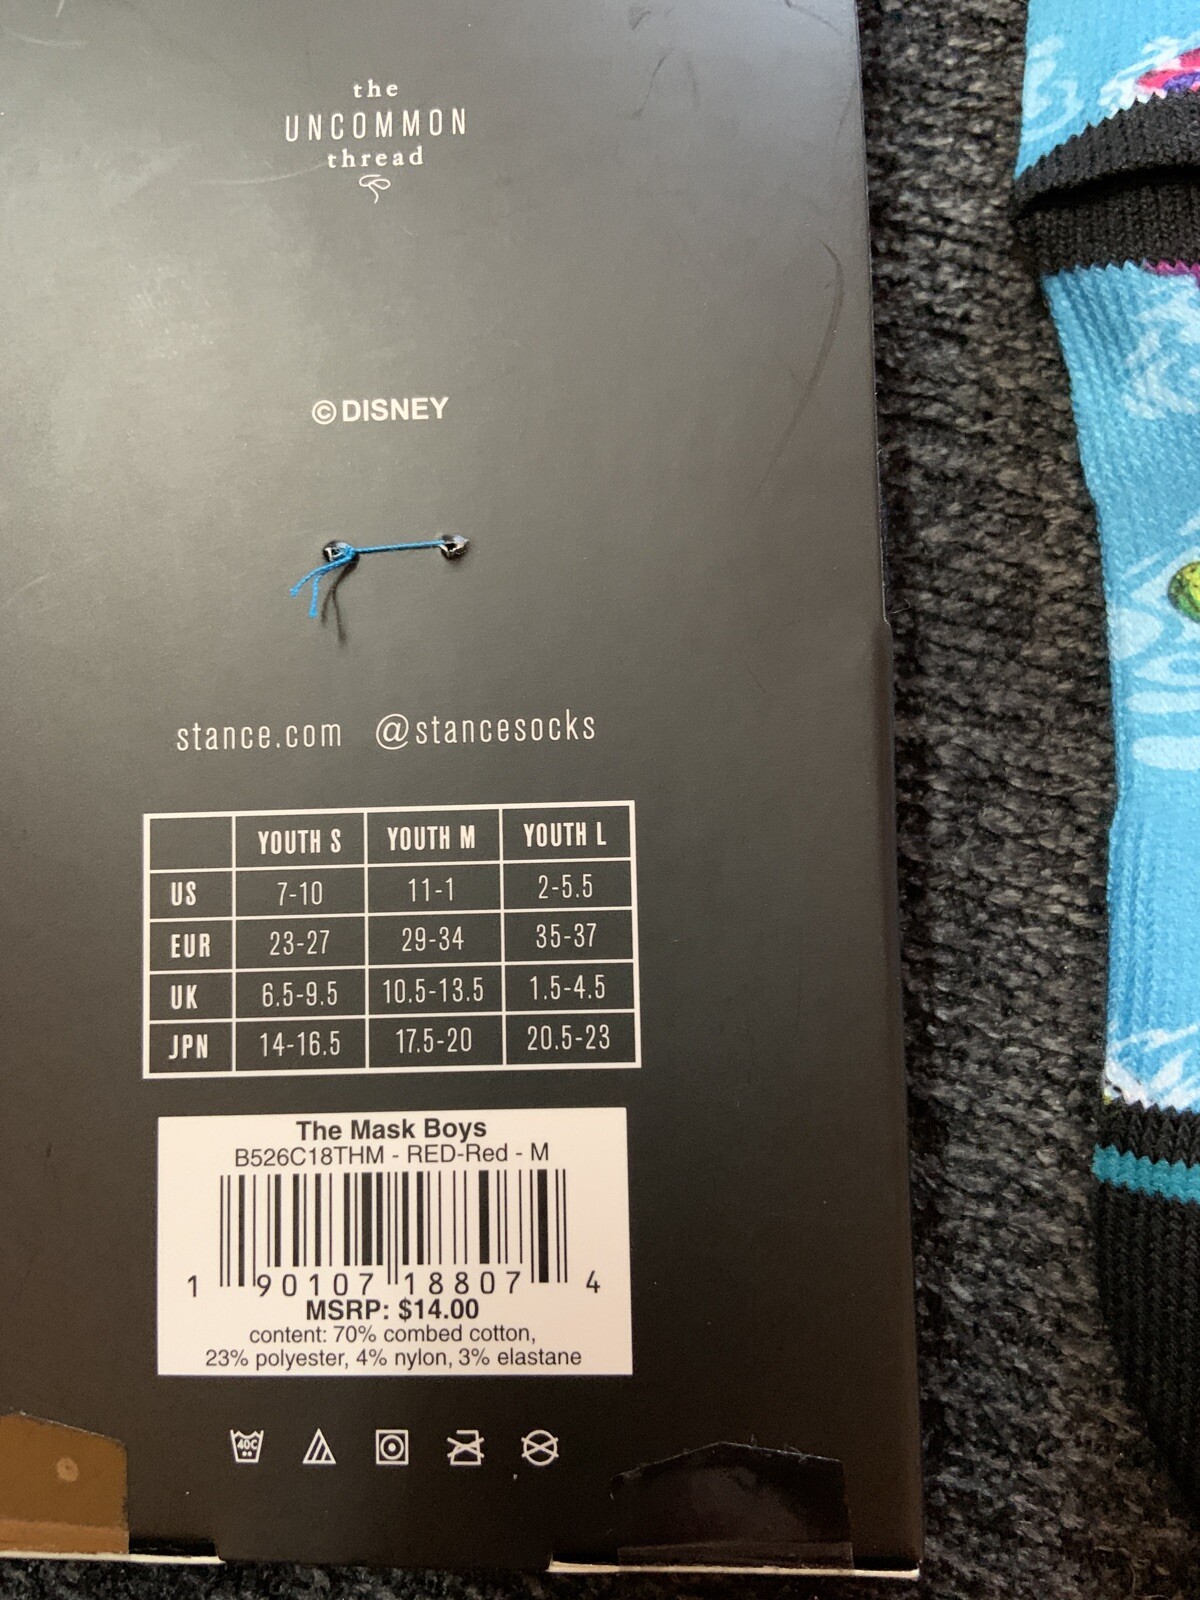 the
UNCOMMON
thread
©DISNEY
stance.com @stancesocks
YOUTH S YOUTH M YOUTH L
US 7-10 11-1 2-5.5
EUR 23-27 29-34 35-37
UK 6.5-9.5 10.5-13.5 1.5-4.5
JPN 14-16.5 17.5-20 20.5-23
The Mask Boys
B526C18THM - RED-Red - M
1 90107 18807 4
MSRP: $14.00
content: 70% combed cotton,
23% polyester, 4% nylon, 3% elastane
40C